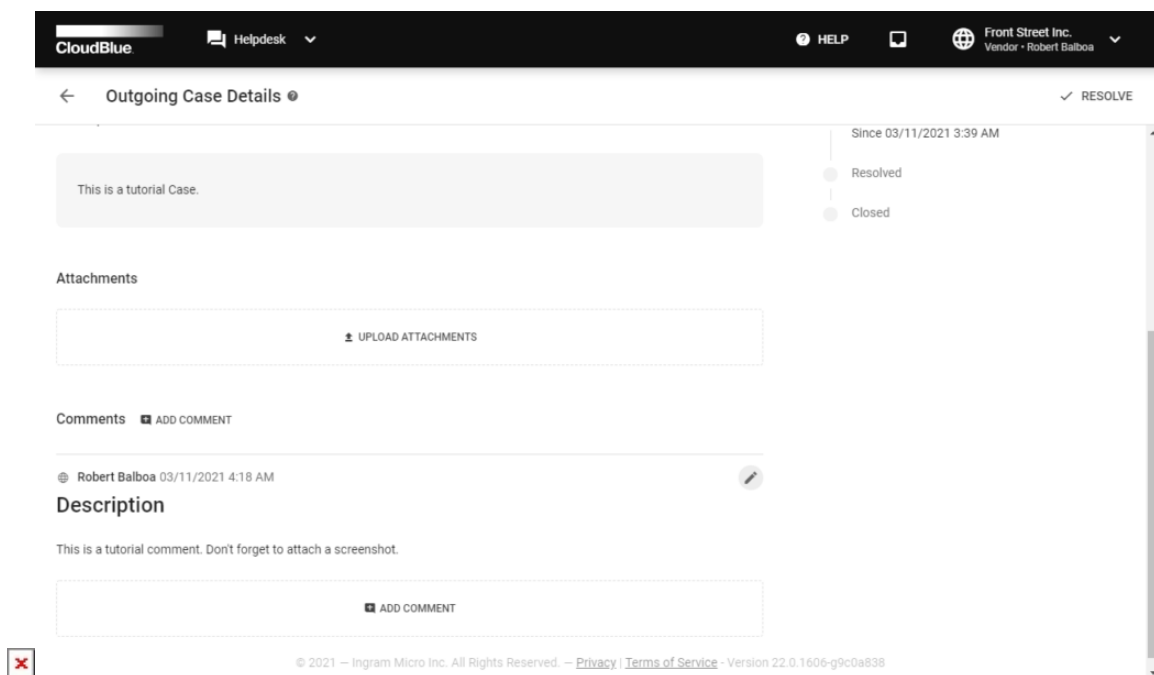 CloudBlue
Helpdesk
HELP
Front Street Inc.
Vendor • Robert Balboa
Outgoing Case Details
RESOLVE
Since 03/11/2021 3:39 AM
This is a tutorial Case.
Resolved
Closed
Attachments
UPLOAD ATTACHMENTS
Comments ADD COMMENT
Robert Balboa 03/11/2021 4:18 AM
Description
This is a tutorial comment. Don't forget to attach a screenshot.
ADD COMMENT
© 2021 — Ingram Micro Inc. All Rights Reserved. — Privacy | Terms of Service - Version 22.0.1606-g9c0a838